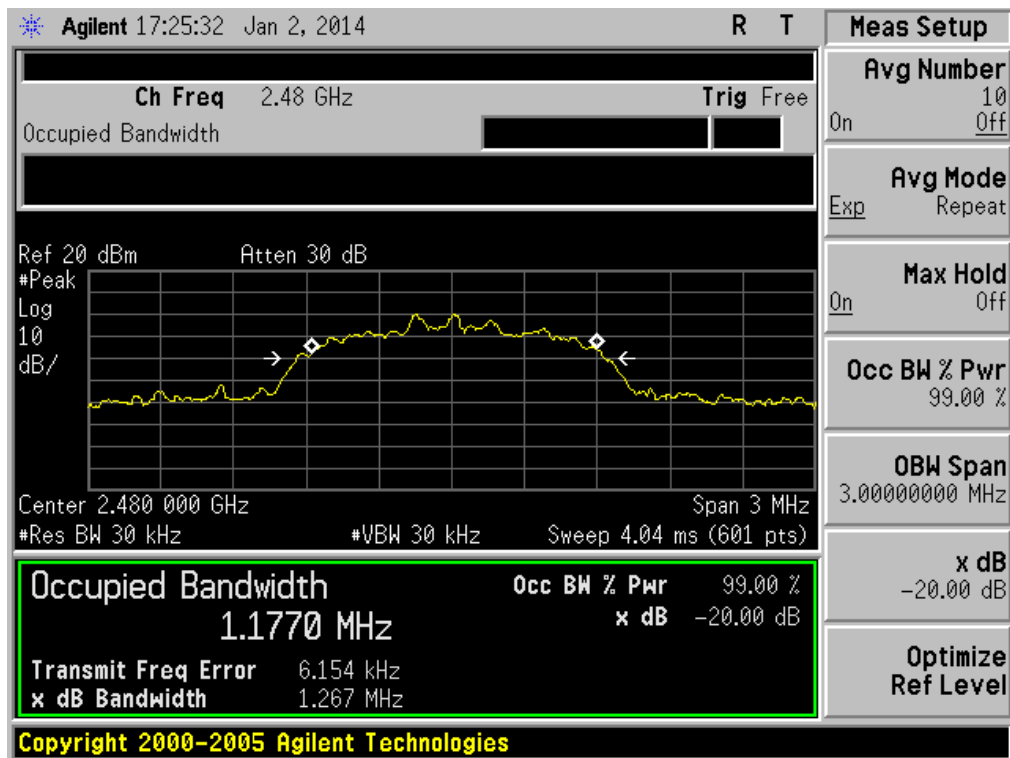 Agilent 17:25:32 Jan 2, 2014 R T
Ch Freq 2.48 GHz Trig Free
Occupied Bandwidth
Ref 20 dBm Atten 30 dB
#Peak
Log
10
dB/
Center 2.480 000 GHz Span 3 MHz
#Res BW 30 kHz #VBW 30 kHz Sweep 4.04 ms (601 pts)
Occupied Bandwidth Occ BW % Pwr 99.00 %
1.1770 MHz x dB -20.00 dB
Transmit Freq Error 6.154 kHz
x dB Bandwidth 1.267 MHz
Copyright 2000-2005 Agilent Technologies
Meas Setup
Avg Number
10
On Off
Avg Mode
Exp Repeat
Max Hold
On Off
Occ BW % Pwr
99.00 %
OBW Span
3.00000000 MHz
x dB
-20.00 dB
Optimize
Ref Level